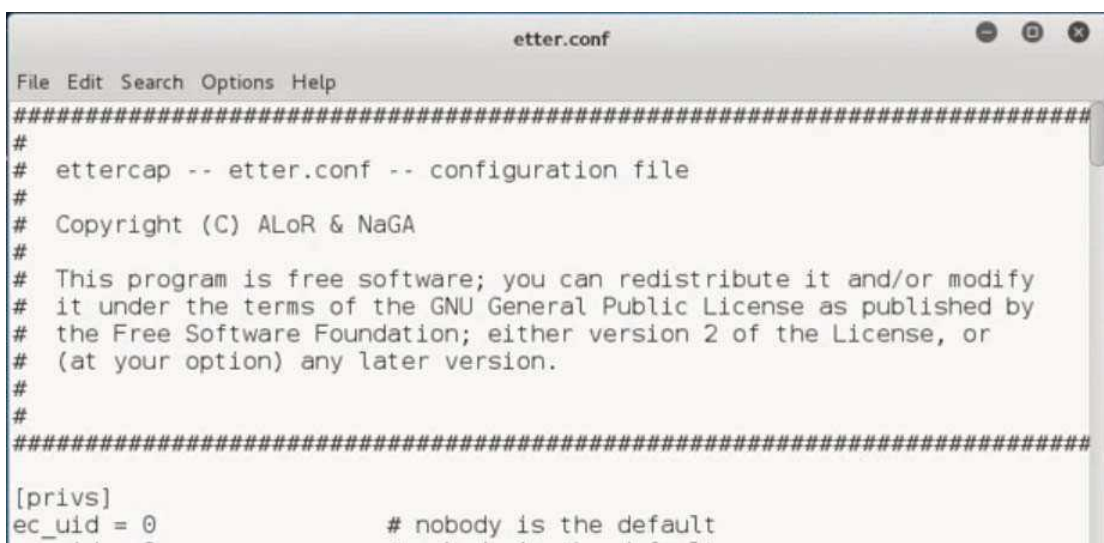 etter.conf
File Edit Search Options Help
###########################################################################
#
# ettercap -- etter.conf -- configuration file
#
# Copyright (C) ALoR & NaGA
#
# This program is free software; you can redistribute it and/or modify
# it under the terms of the GNU General Public License as published by
# the Free Software Foundation; either version 2 of the License, or
# (at your option) any later version.
#
#
###########################################################################
[privs]
ec_uid = 0 # nobody is the default